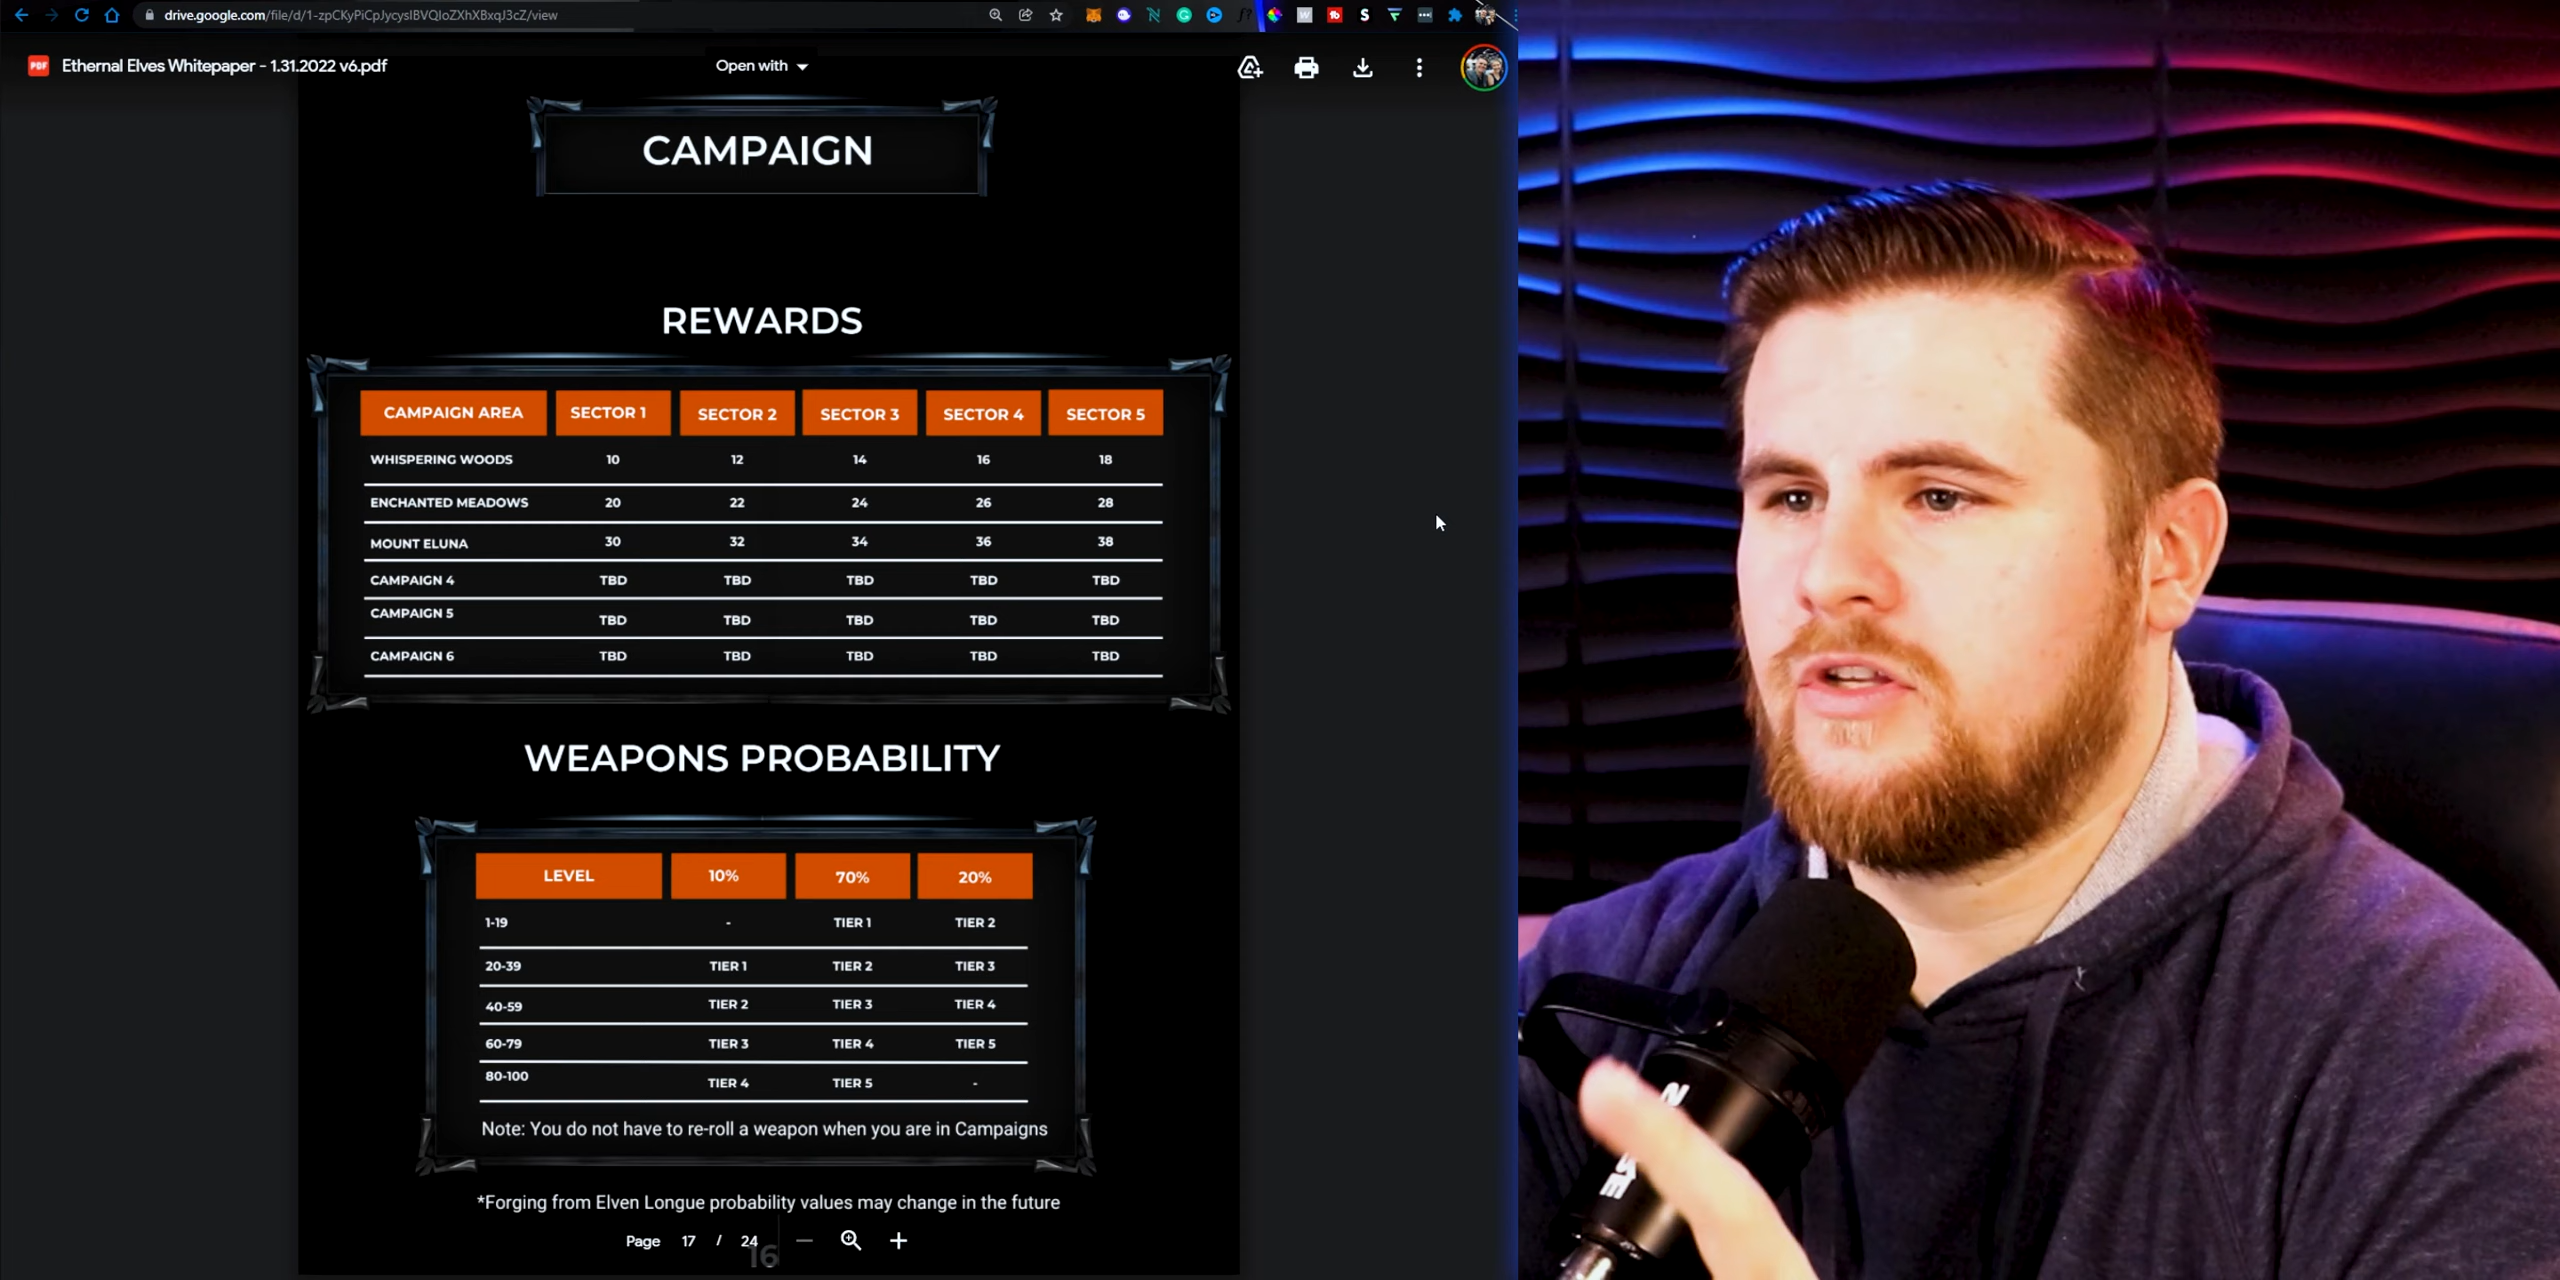 drive.google.com/file/d/1-zpCKyPiCpJycysIBVQIoZXhXBxqJ3cZ/view
PDF Ethernal Elves Whitepaper - 1.31.2022 v6.pdf
Open with
CAMPAIGN
REWARDS
CAMPAIGN AREA SECTOR 1 SECTOR 2 SECTOR 3 SECTOR 4 SECTOR 5
WHISPERING WOODS 10 12 14 16 18
ENCHANTED MEADOWS 20 22 24 26 28
MOUNT ELUNA 30 32 34 36 38
CAMPAIGN 4 TBD TBD TBD TBD TBD
CAMPAIGN 5 TBD TBD TBD TBD TBD
CAMPAIGN 6 TBD TBD TBD TBD TBD
WEAPONS PROBABILITY
LEVEL 10% 70% 20%
1-19 - TIER 1 TIER 2
20-39 TIER 1 TIER 2 TIER 3
40-59 TIER 2 TIER 3 TIER 4
60-79 TIER 3 TIER 4 TIER 5
80-100 TIER 4 TIER 5 -
Note: You do not have to re-roll a weapon when you are in Campaigns
*Forging from Elven Longue probability values may change in the future
Page 17 / 24
16